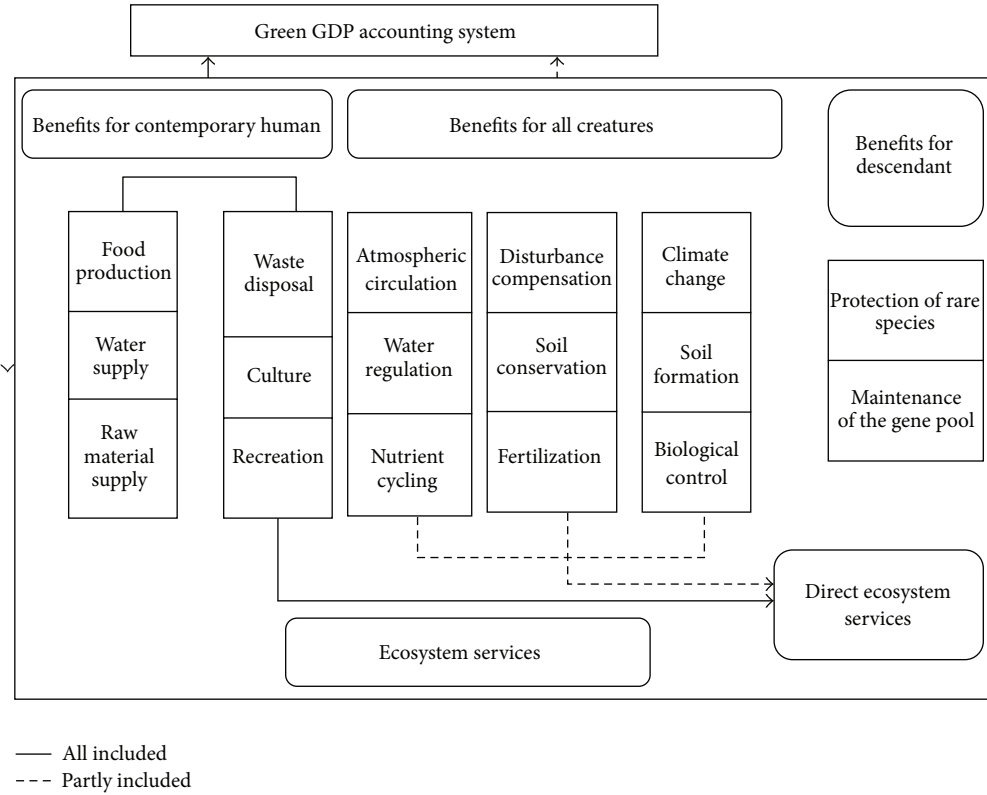 Green GDP accounting system
Benefits for contemporary human
Benefits for all creatures
Benefits for
descendant
Food
production
Water
supply
Raw
material
supply
Waste
disposal
Culture
Recreation
Atmospheric
circulation
Water
regulation
Nutrient
cycling
Disturbance
compensation
Soil
conservation
Fertilization
Climate
change
Soil
formation
Biological
control
Protection of rare
species
Maintenance
of the gene pool
Direct ecosystem
services
Ecosystem services
All included
Partly included